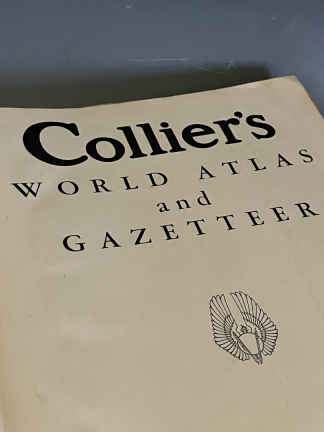 Collier's
WORLD ATLAS
and
GAZETTEER